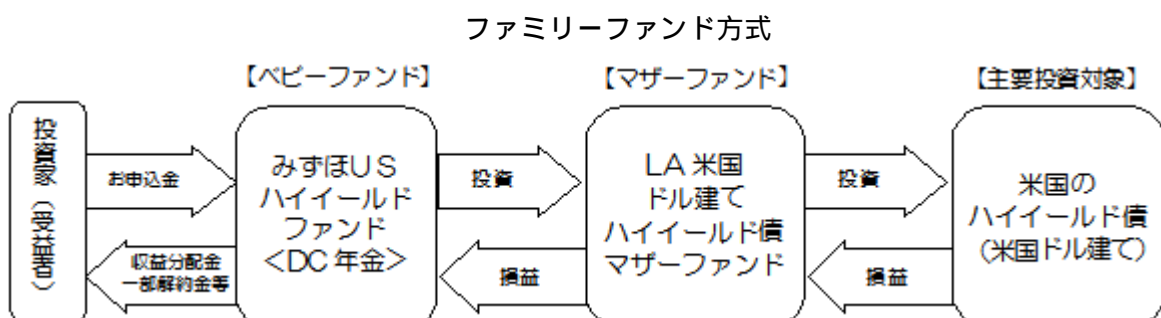 ファミリーファンド方式
【ベビーファンド】
【マザーファンド】
【主要投資対象】
投資家（受益者）
お申込金
収益分配金
一部解約金等
みずほＵＳ
ハイイールド
ファンド
＜DC年金＞
投資
損益
ＬＡ米国
ドル建て
ハイイールド債
マザーファンド
投資
損益
米国の
ハイイールド債
（米国ドル建て）